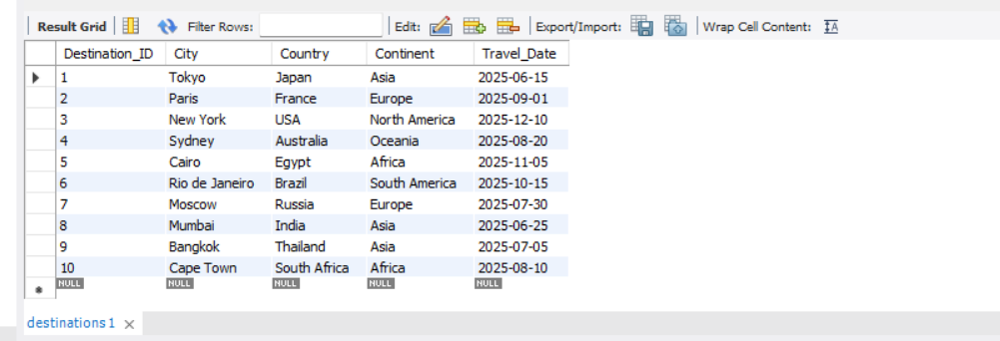 Result Grid Filter Rows: Edit: Export/Import: Wrap Cell Content: IA
Destination_ID City Country Continent Travel_Date
1 Tokyo Japan Asia 2025-06-15
2 Paris France Europe 2025-09-01
3 New York USA North America 2025-12-10
4 Sydney Australia Oceania 2025-08-20
5 Cairo Egypt Africa 2025-11-05
6 Rio de Janeiro Brazil South America 2025-10-15
7 Moscow Russia Europe 2025-07-30
8 Mumbai India Asia 2025-06-25
9 Bangkok Thailand Asia 2025-07-05
10 Cape Town South Africa Africa 2025-08-10
NULL NULL NULL NULL NULL
destinations 1